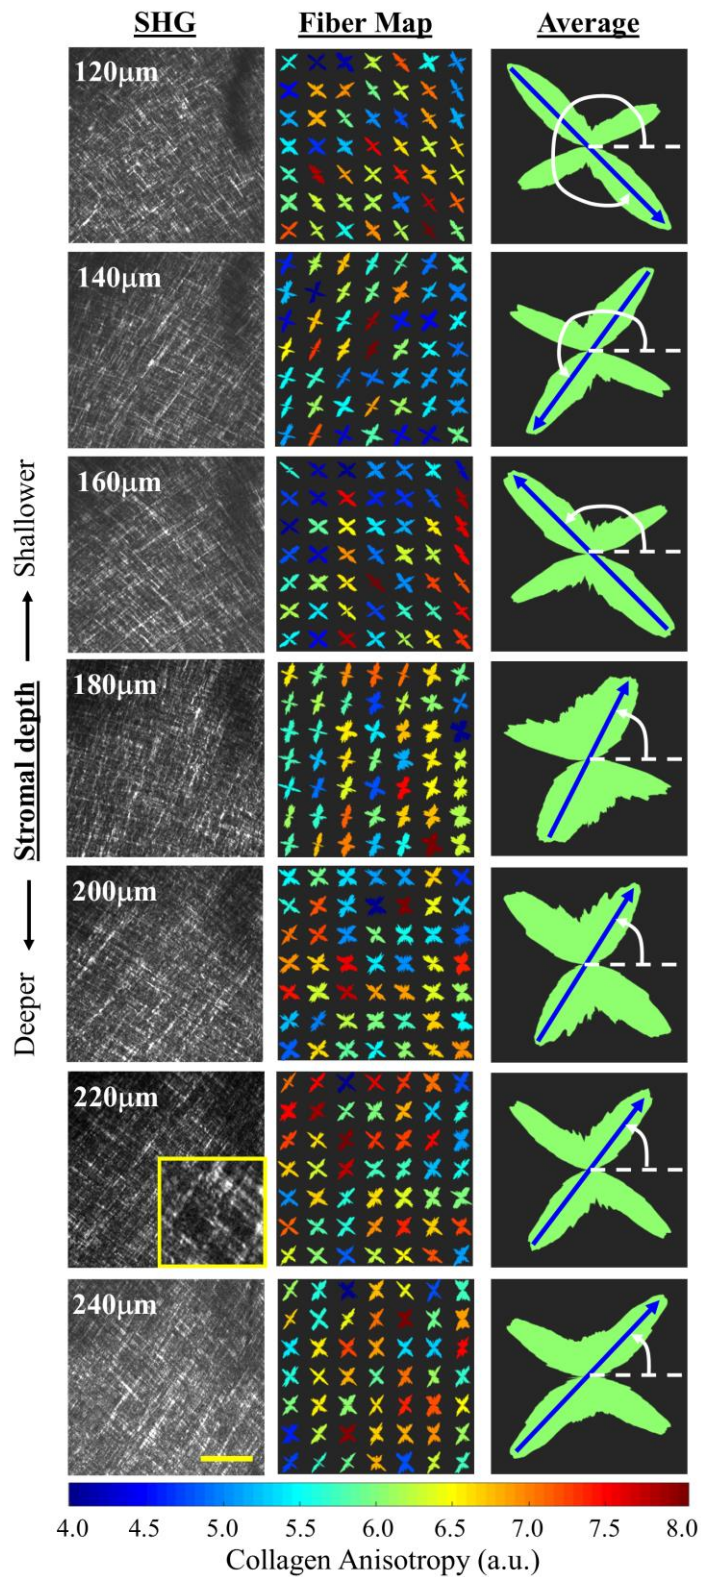 SHG Fiber Map Average
120μm
140μm
160μm
180μm
200μm
220μm
240μm
Deeper ← Stromal depth → Shallower
4.0 4.5 5.0 5.5 6.0 6.5 7.0 7.5 8.0
Collagen Anisotropy (a.u.)